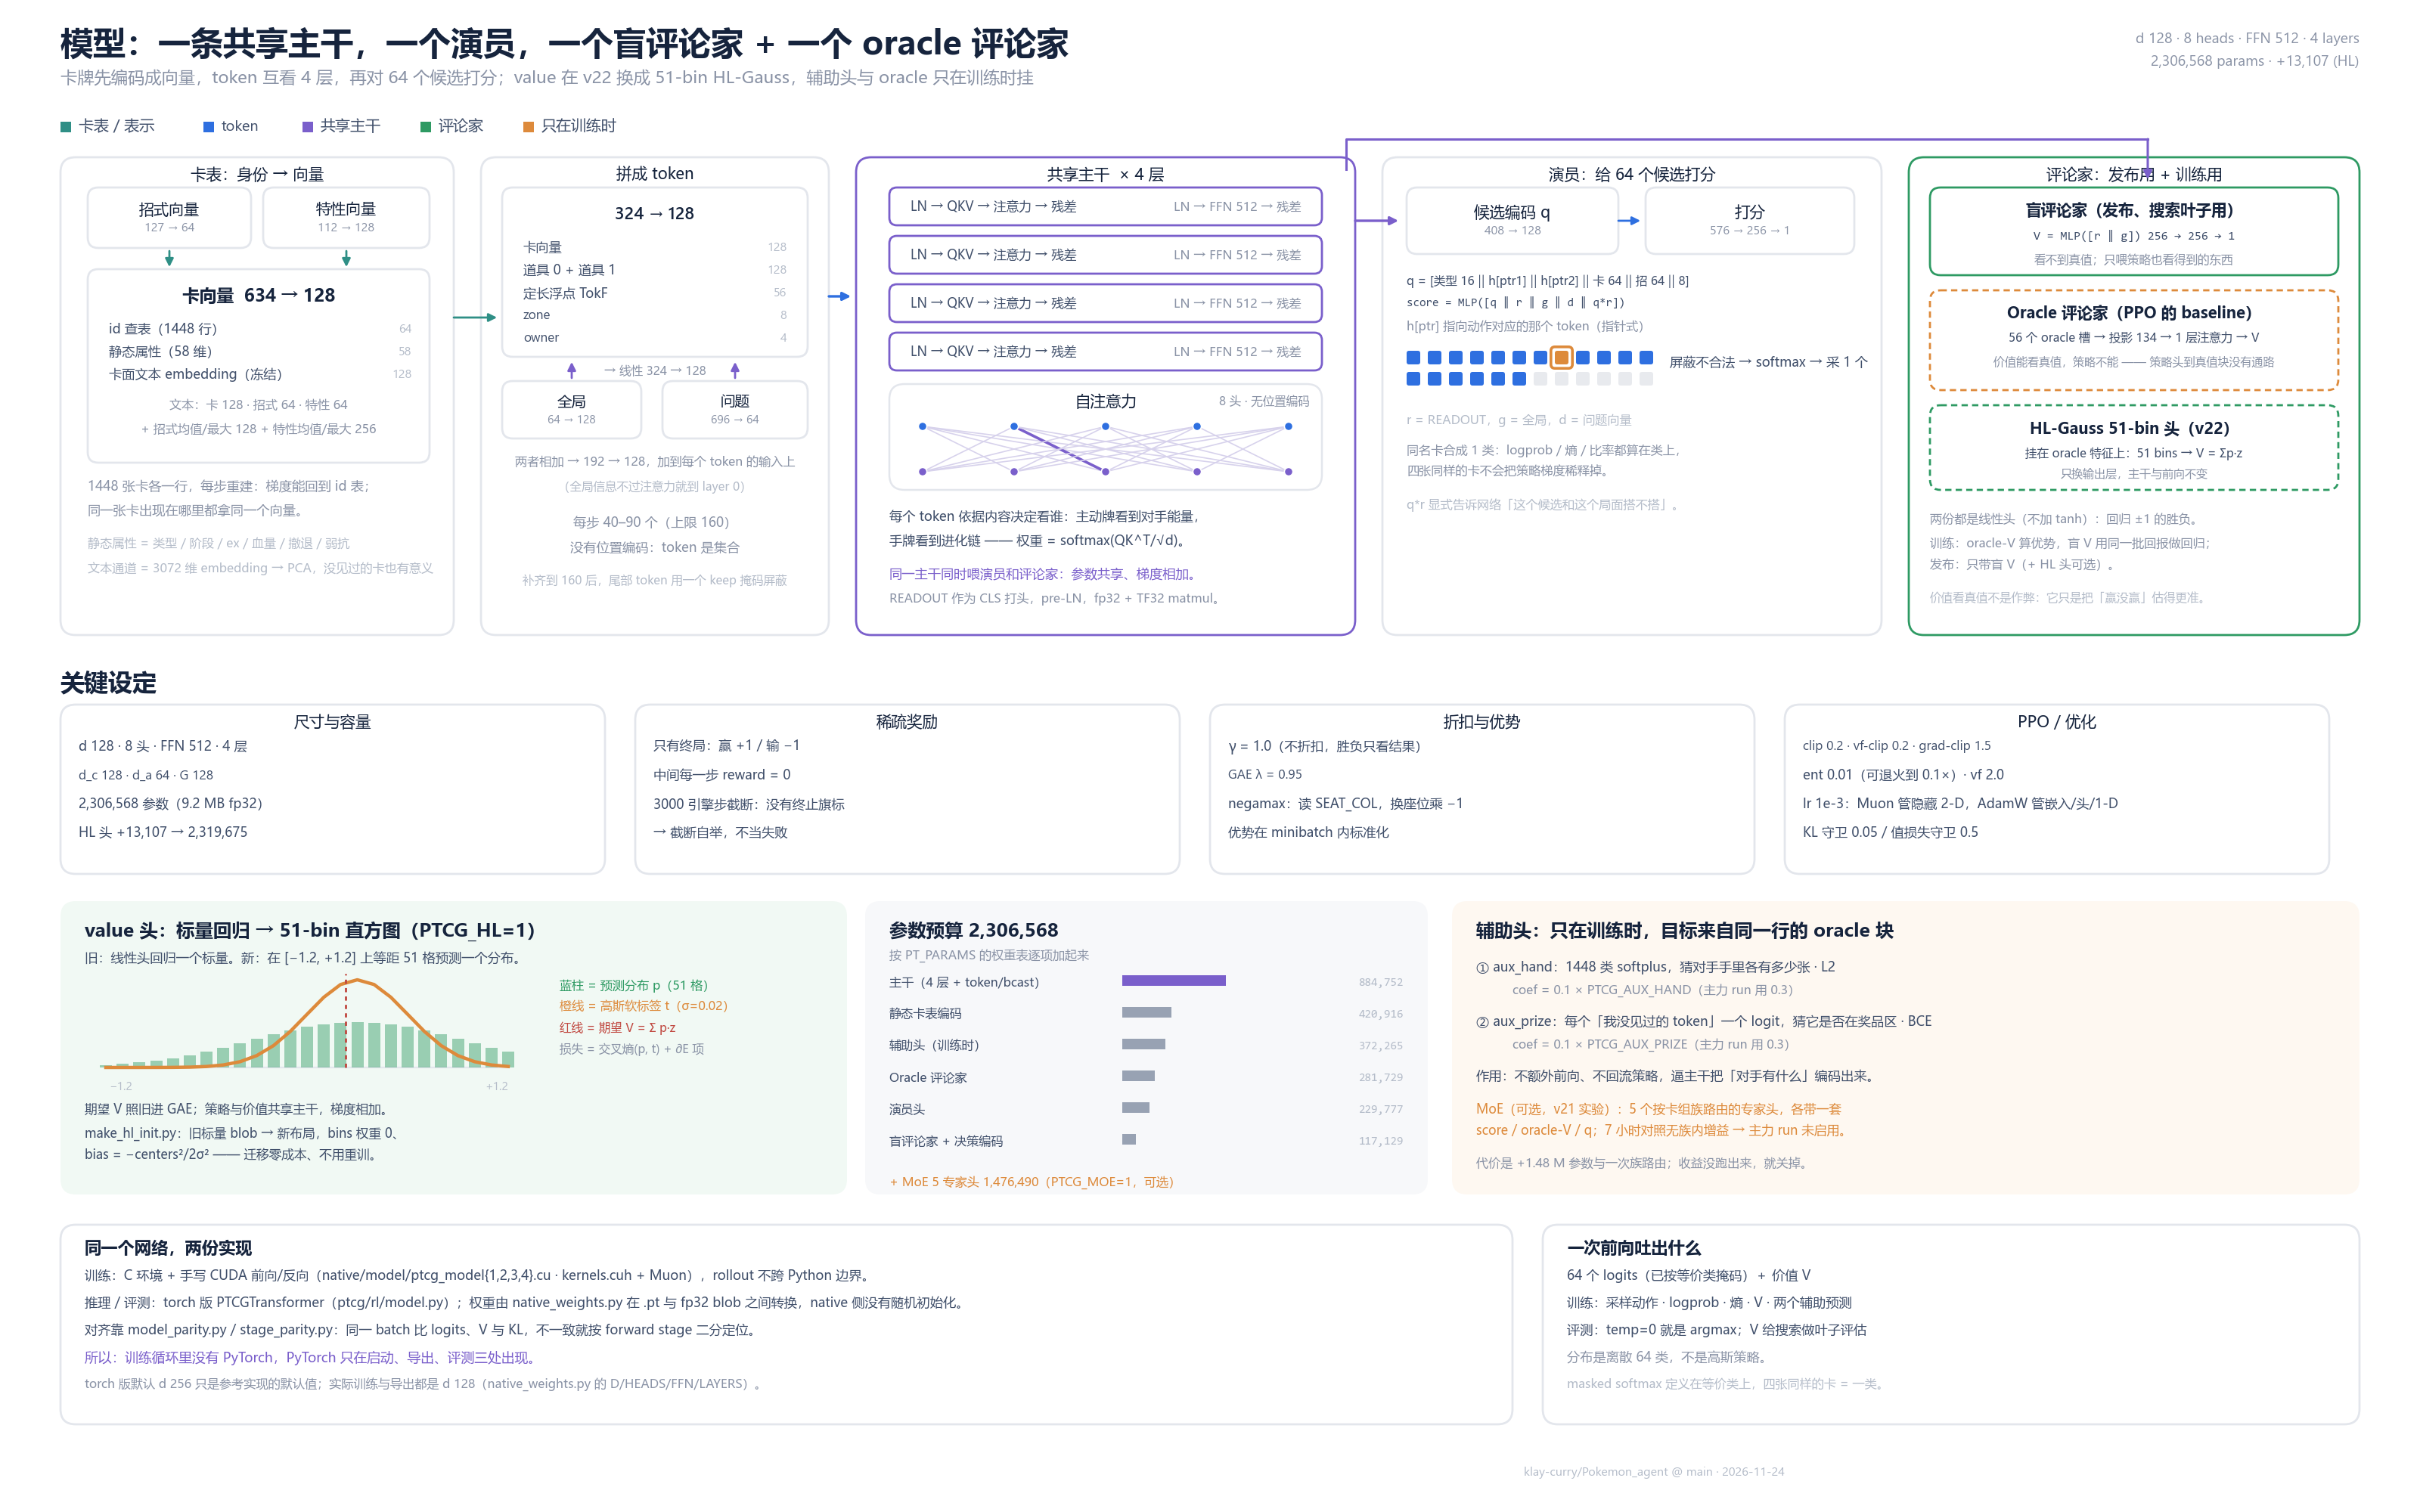 模型：一条共享主干，一个演员，一个盲评论家 + 一个 oracle 评论家
卡牌先编码成向量，token 互看 4 层，再对 64 个候选打分；value 在 v22 换成 51-bin HL-Gauss，辅助头与 oracle 只在训练时挂
d 128 · 8 heads · FFN 512 · 4 layers
2,306,568 params · +13,107 (HL)
卡表 / 表示
token
共享主干
评论家
只在训练时
卡表：身份 → 向量
招式向量
127 → 64
特性向量
112 → 128
卡向量 634 → 128
id 查表（1448 行）
64
静态属性（58 维）
58
卡面文本 embedding（冻结）
128
文本：卡 128 · 招式 64 · 特性 64
+ 招式均值/最大 128 + 特性均值/最大 256
1448 张卡各一行，每步重建：梯度能回到 id 表；
同一张卡出现在哪里都拿同一个向量。
静态属性 = 类型 / 阶段 / ex / 血量 / 撤退 / 弱抗
文本通道 = 3072 维 embedding → PCA，没见过的卡也有意义
拼成 token
324 → 128
卡向量
128
道具 0 + 道具 1
128
定长浮点 TokF
56
zone
8
owner
4
→ 线性 324 → 128
全局
64 → 128
问题
696 → 64
两者相加 → 192 → 128，加到每个 token 的输入上
（全局信息不过注意力就到 layer 0）
每步 40–90 个（上限 160）
没有位置编码：token 是集合
补齐到 160 后，尾部 token 用一个 keep 掩码屏蔽
共享主干 × 4 层
LN → QKV → 注意力 → 残差
LN → FFN 512 → 残差
LN → QKV → 注意力 → 残差
LN → FFN 512 → 残差
LN → QKV → 注意力 → 残差
LN → FFN 512 → 残差
LN → QKV → 注意力 → 残差
LN → FFN 512 → 残差
自注意力
8 头 · 无位置编码
每个 token 依据内容决定看谁：主动牌看到对手能量，
手牌看到进化链 —— 权重 = softmax(QK^T/√d)。
同一主干同时喂演员和评论家：参数共享、梯度相加。
READOUT 作为 CLS 打头，pre-LN，fp32 + TF32 matmul。
演员：给 64 个候选打分
候选编码 q
408 → 128
打分
576 → 256 → 1
q = [类型 16 || h[ptr1] || h[ptr2] || 卡 64 || 招 64 || 8]
score = MLP([q ‖ r ‖ g ‖ d ‖ q*r])
h[ptr] 指向动作对应的那个 token（指针式）
屏蔽不合法 → softmax → 采 1 个
r = READOUT，g = 全局，d = 问题向量
同名卡合成 1 类：logprob / 熵 / 比率都算在类上，
四张同样的卡不会把策略梯度稀释掉。
q*r 显式告诉网络「这个候选和这个局面搭不搭」。
评论家：发布用 + 训练用
盲评论家（发布、搜索叶子用）
V = MLP([r ‖ g]) 256 → 256 → 1
看不到真值；只喂策略也看得到的东西
Oracle 评论家（PPO 的 baseline）
56 个 oracle 槽 → 投影 134 → 1 层注意力 → V
价值能看真值，策略不能 —— 策略头到真值块没有通路
HL-Gauss 51-bin 头（v22）
挂在 oracle 特征上：51 bins → V = Σp·z
只换输出层，主干与前向不变
两份都是线性头（不加 tanh）：回归 ±1 的胜负。
训练：oracle-V 算优势，盲 V 用同一批回报做回归；
发布：只带盲 V（+ HL 头可选）。
价值看真值不是作弊：它只是把「赢没赢」估得更准。
关键设定
尺寸与容量
d 128 · 8 头 · FFN 512 · 4 层
d_c 128 · d_a 64 · G 128
2,306,568 参数（9.2 MB fp32）
HL 头 +13,107 → 2,319,675
稀疏奖励
只有终局：赢 +1 / 输 −1
中间每一步 reward = 0
3000 引擎步截断：没有终止旗标
→ 截断自举，不当失败
折扣与优势
γ = 1.0（不折扣，胜负只看结果）
GAE λ = 0.95
negamax：读 SEAT_COL，换座位乘 −1
优势在 minibatch 内标准化
PPO / 优化
clip 0.2 · vf-clip 0.2 · grad-clip 1.5
ent 0.01（可退火到 0.1×）· vf 2.0
lr 1e-3：Muon 管隐藏 2-D，AdamW 管嵌入/头/1-D
KL 守卫 0.05 / 值损失守卫 0.5
value 头：标量回归 → 51-bin 直方图（PTCG_HL=1）
旧：线性头回归一个标量。新：在 [−1.2, +1.2] 上等距 51 格预测一个分布。
蓝柱 = 预测分布 p（51 格）
橙线 = 高斯软标签 t（σ=0.02）
红线 = 期望 V = Σ p·z
损失 = 交叉熵(p, t) + ∂E 项
−1.2
+1.2
期望 V 照旧进 GAE；策略与价值共享主干，梯度相加。
make_hl_init.py：旧标量 blob → 新布局，bins 权重 0、
bias = −centers²/2σ² —— 迁移零成本、不用重训。
参数预算 2,306,568
按 PT_PARAMS 的权重表逐项加起来
主干（4 层 + token/bcast）
884,752
静态卡表编码
420,916
辅助头（训练时）
372,265
Oracle 评论家
281,729
演员头
229,777
盲评论家 + 决策编码
117,129
+ MoE 5 专家头 1,476,490（PTCG_MOE=1，可选）
辅助头：只在训练时，目标来自同一行的 oracle 块
① aux_hand：1448 类 softplus，猜对手手里各有多少张 · L2
coef = 0.1 × PTCG_AUX_HAND（主力 run 用 0.3）
② aux_prize：每个「我没见过的 token」一个 logit，猜它是否在奖品区 · BCE
coef = 0.1 × PTCG_AUX_PRIZE（主力 run 用 0.3）
作用：不额外前向、不回流策略，逼主干把「对手有什么」编码出来。
MoE（可选，v21 实验）：5 个按卡组族路由的专家头，各带一套
score / oracle-V / q；7 小时对照无族内增益 → 主力 run 未启用。
代价是 +1.48 M 参数与一次族路由；收益没跑出来，就关掉。
同一个网络，两份实现
训练：C 环境 + 手写 CUDA 前向/反向（native/model/ptcg_model{1,2,3,4}.cu · kernels.cuh + Muon），rollout 不跨 Python 边界。
推理 / 评测：torch 版 PTCGTransformer（ptcg/rl/model.py）；权重由 native_weights.py 在 .pt 与 fp32 blob 之间转换，native 侧没有随机初始化。
对齐靠 model_parity.py / stage_parity.py：同一 batch 比 logits、V 与 KL，不一致就按 forward stage 二分定位。
所以：训练循环里没有 PyTorch，PyTorch 只在启动、导出、评测三处出现。
torch 版默认 d 256 只是参考实现的默认值；实际训练与导出都是 d 128（native_weights.py 的 D/HEADS/FFN/LAYERS）。
一次前向吐出什么
64 个 logits（已按等价类掩码）+ 价值 V
训练：采样动作 · logprob · 熵 · V · 两个辅助预测
评测：temp=0 就是 argmax；V 给搜索做叶子评估
分布是离散 64 类，不是高斯策略。
masked softmax 定义在等价类上，四张同样的卡 = 一类。
klay-curry/Pokemon_agent @ main · 2026-11-24